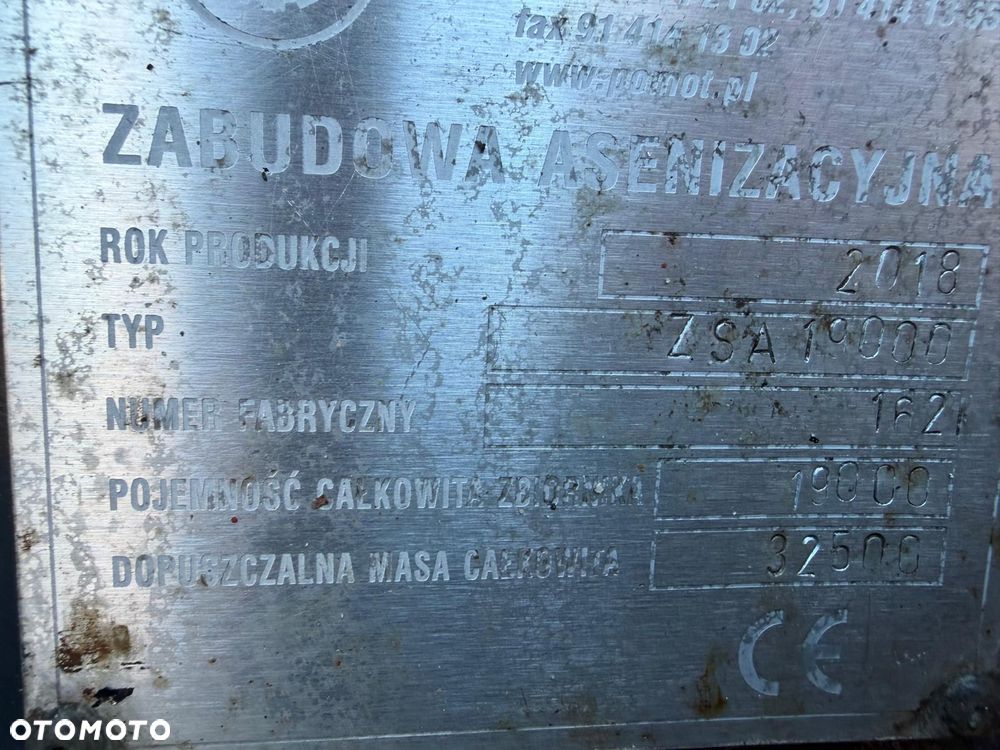 fax 91 414 13 02
www.pomot.pl
ZABUDOWA ASENIZACYJNA
ROK PRODUKCJI 2018
TYP ZSA 19000
NUMER FABRYCZNY 162
POJEMNOŚĆ CAŁKOWITA ZBIORNIKA 19000
DOPUSZCZALNA MASA CAŁKOWITA 32500
CE
OTOMOTO